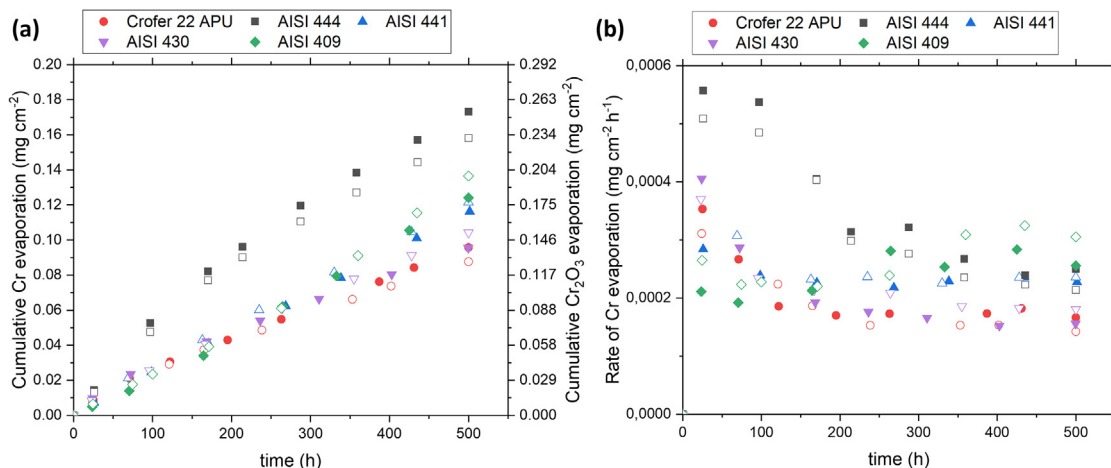 (a)
Crofer 22 APU AISI 444 AISI 441
AISI 430 AISI 409
Cumulative Cr evaporation (mg cm⁻²)
0.20
0.18
0.16
0.14
0.12
0.10
0.08
0.06
0.04
0.02
0.00
0 100 200 300 400 500
time (h)
0.292
0.263
0.234
0.204
0.175
0.146
0.117
0.088
0.058
0.029
0.000
Cumulative Cr₂O₃ evaporation (mg cm⁻²)
(b)
Crofer 22 APU AISI 444 AISI 441
AISI 430 AISI 409
Rate of Cr evaporation (mg cm⁻² h⁻¹)
0,0006
0,0004
0,0002
0,0000
0 100 200 300 400 500
time (h)